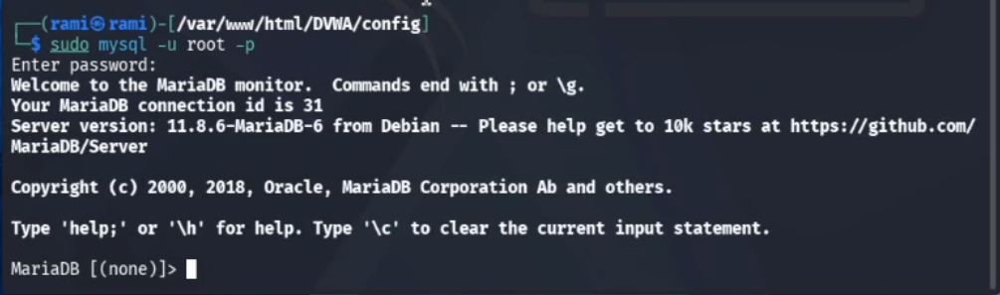 ┌──(rami㉿rami)-[/var/www/html/DVWA/config]
└─$ sudo mysql -u root -p
Enter password:
Welcome to the MariaDB monitor.  Commands end with ; or \g.
Your MariaDB connection id is 31
Server version: 11.8.6-MariaDB-6 from Debian -- Please help get to 10k stars at https://github.com/
MariaDB/Server
Copyright (c) 2000, 2018, Oracle, MariaDB Corporation Ab and others.
Type 'help;' or '\h' for help. Type '\c' to clear the current input statement.
MariaDB [(none)]>